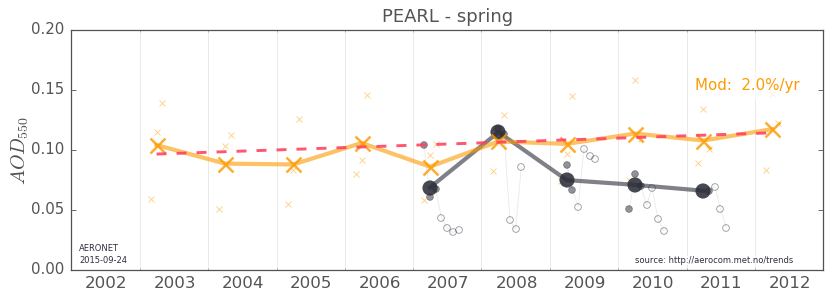 PEARL - spring
0.20
0.15
0.10
0.05
0.00
AOD550
Mod: 2.0%/yr
AERONET
2015-09-24
source: http://aerocom.met.no/trends
2002 2003 2004 2005 2006 2007 2008 2009 2010 2011 2012